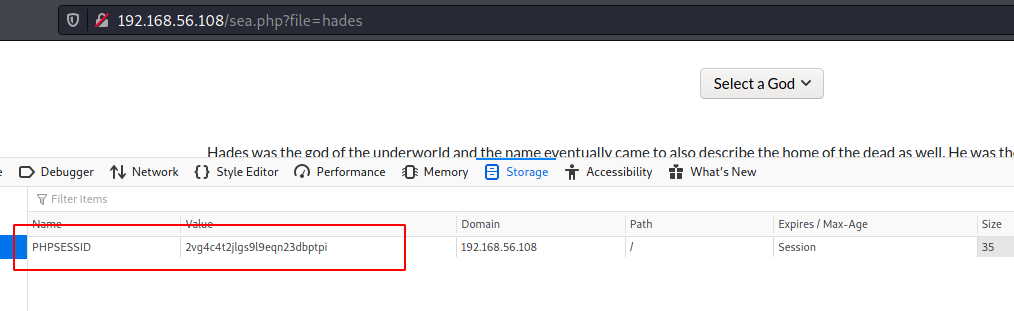 192.168.56.108/sea.php?file=hades
Select a God
Hades was the god of the underworld and the name eventually came to also describe the home of the dead as well. He was the
Debugger Network Style Editor Performance Memory Storage Accessibility What's New
Filter Items
Name Value Domain Path Expires / Max-Age Size
PHPSESSID 2vg4c4t2jlgs9l9eqn23dbptpi 192.168.56.108 / Session 35